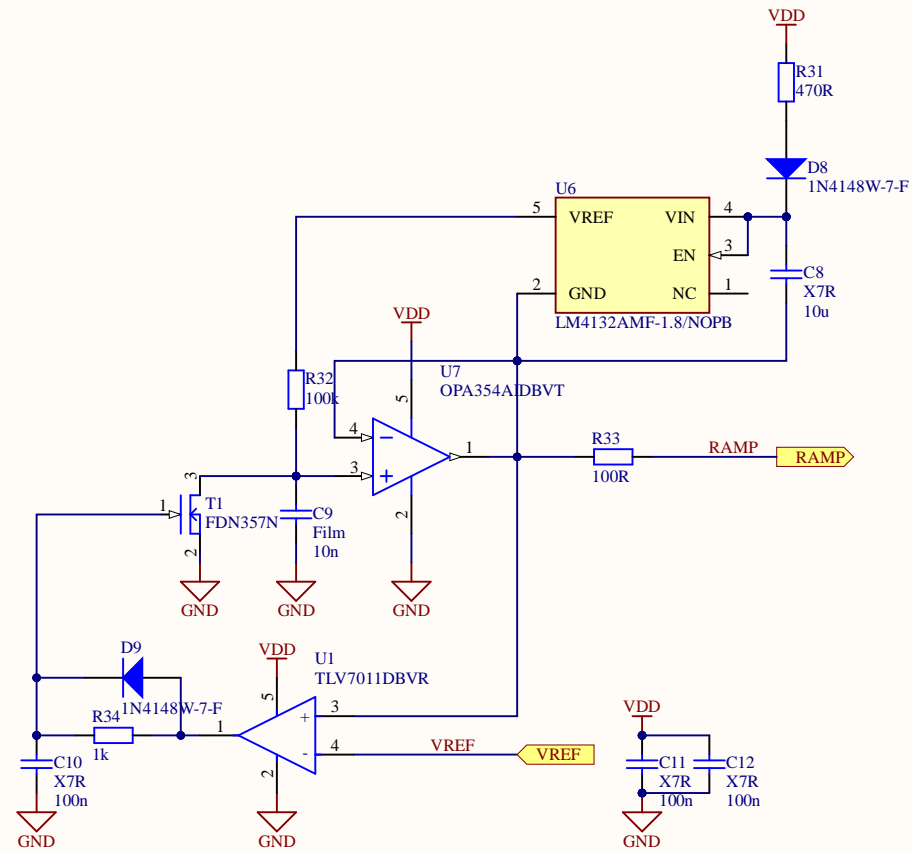 VDD
R31
470R
D8
1N4148W-7-F
U6
5
VREF
VIN
4
EN
3
2
GND
NC
1
LM4132AMF-1.8/NOPB
C8
X7R
10u
VDD
U7
OPA354AIDBVT
R32
100k
5
4
-
3
+
1
2
R33
100R
RAMP
RAMP
3
1
T1
FDN357N
2
C9
Film
10n
GND
GND
GND
D9
1N4148W-7-F
R34
1k
VDD
U1
TLV7011DBVR
5
1
+
3
-
4
2
VREF
VREF
C10
X7R
100n
GND
GND
VDD
C11
X7R
100n
C12
X7R
100n
GND